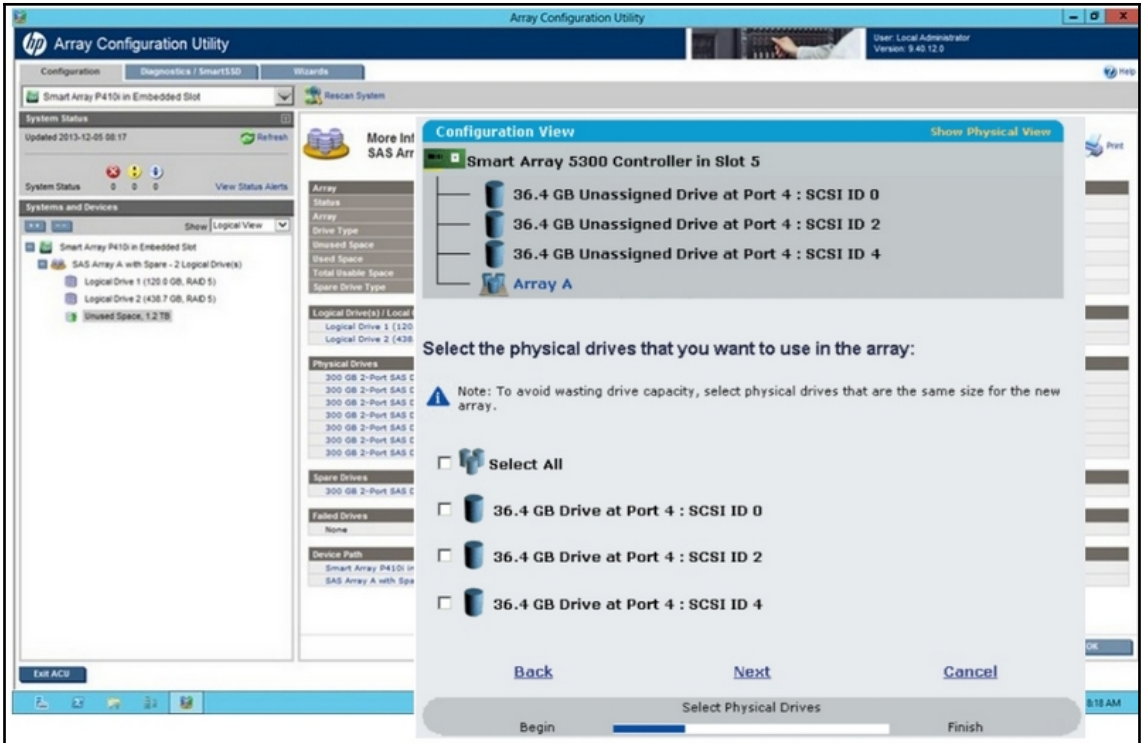 Array Configuration Utility
hp Array Configuration Utility
User: Local Administrator
Version: 9.40.12.0
Configuration
Diagnostics / SmartSSD
Wizards
Help
Smart Array P410i in Embedded Slot
Rescan System
System Status
Updated 2013-12-05 08:17
Refresh
System Status 0 0 0 View Status Alerts
Systems and Devices
Show Logical View
Smart Array P410i in Embedded Slot
SAS Array A with Spare - 2 Logical Drive(s)
Logical Drive 1 (120.0 GB, RAID 5)
Logical Drive 2 (438.7 GB, RAID 5)
Unused Space, 1.2 TB
Exit ACU
More Inf
SAS Arr
Print
Array
Status
Array
Drive Type
Unused Space
Used Space
Total Usable Space
Spare Drive Type
Logical Drive(s) / Local
Logical Drive 1 (120
Logical Drive 2 (438
Physical Drives
300 GB 2-Port SAS D
300 GB 2-Port SAS D
300 GB 2-Port SAS D
300 GB 2-Port SAS D
300 GB 2-Port SAS D
300 GB 2-Port SAS D
300 GB 2-Port SAS D
Spare Drives
300 GB 2-Port SAS D
Failed Drives
None
Device Path
Smart Array P410i in
SAS Array A with Spa
OK
Configuration View
Show Physical View
Smart Array 5300 Controller in Slot 5
36.4 GB Unassigned Drive at Port 4 : SCSI ID 0
36.4 GB Unassigned Drive at Port 4 : SCSI ID 2
36.4 GB Unassigned Drive at Port 4 : SCSI ID 4
Array A
Select the physical drives that you want to use in the array:
Note: To avoid wasting drive capacity, select physical drives that are the same size for the new
array.
Select All
36.4 GB Drive at Port 4 : SCSI ID 0
36.4 GB Drive at Port 4 : SCSI ID 2
36.4 GB Drive at Port 4 : SCSI ID 4
Back
Next
Cancel
Select Physical Drives
Begin
Finish
8:18 AM